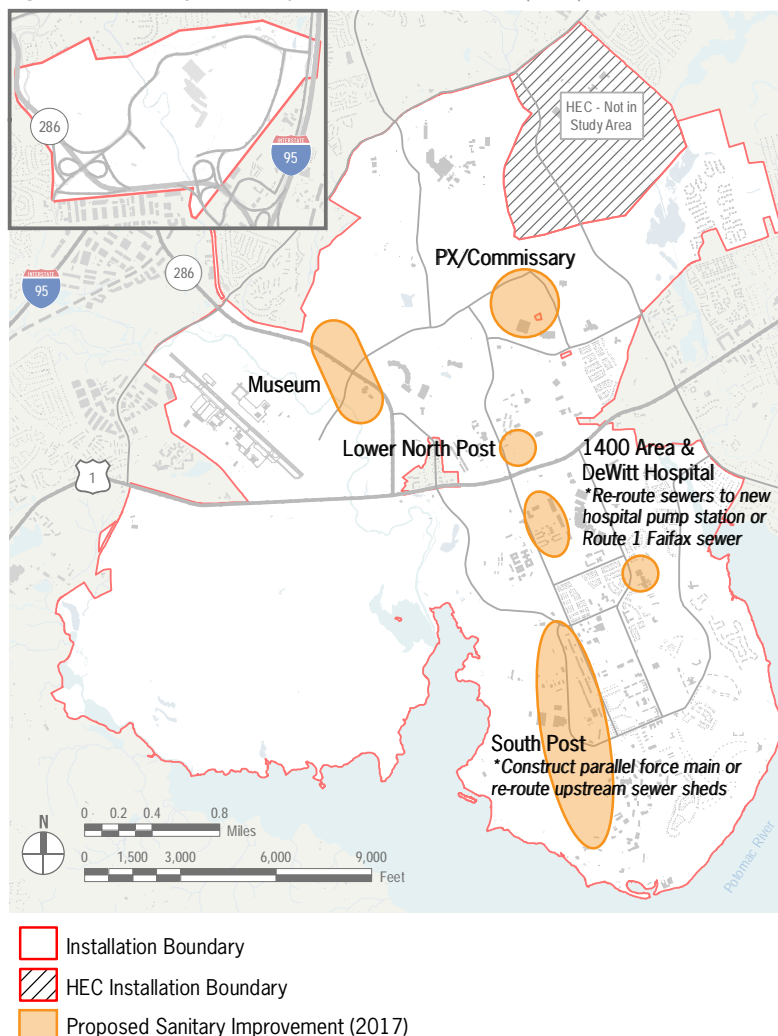 286
INTERSTATE
95
HEC - Not in
Study Area
286
INTERSTATE
95
PX/Commissary
Museum
Lower North Post
1400 Area &
DeWitt Hospital
*Re-route sewers to new
hospital pump station or
Route 1 Faifax sewer
1
South Post
*Construct parallel force main or
re-route upstream sewer sheds
N
0 0.2 0.4 0.8
Miles
0 1,500 3,000 6,000 9,000
Feet
Potomac River
Installation Boundary
HEC Installation Boundary
Proposed Sanitary Improvement (2017)